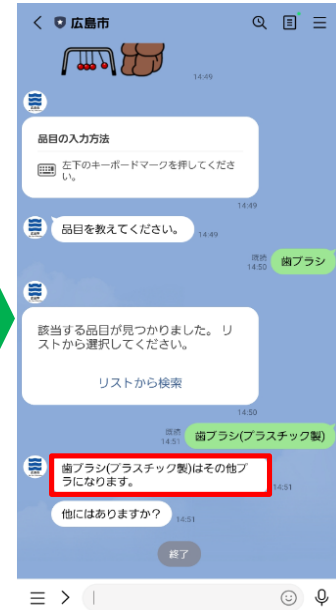 広島市
14:49
品目の入力方法
左下のキーボードマークを押してくださ
い。
14:49
品目を教えてください。
14:49
既読
14:50
歯ブラシ
該当する品目が見つかりました。リ
ストから選択してください。
リストから検索
14:50
既読
14:51
歯ブラシ(プラスチック製)
歯ブラシ(プラスチック製)はその他プ
ラになります。
14:51
他にはありますか？
14:51
終了